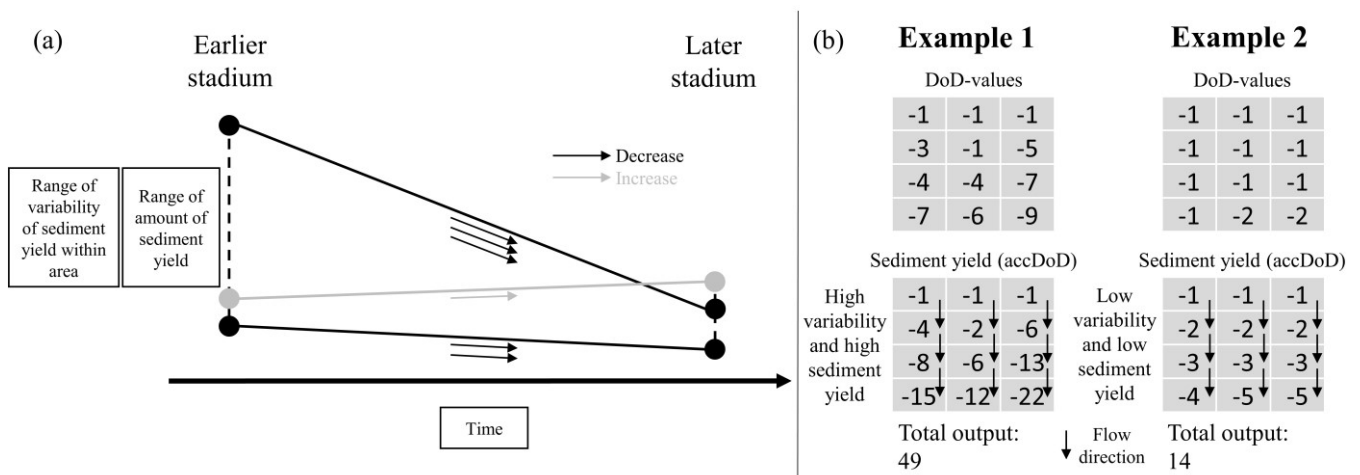 (a)
Earlier
stadium
Later
stadium
Range of
variability
of sediment
yield within
area
Range of
amount of
sediment
yield
Decrease
Increase
Time
(b)
Example 1
DoD-values
-1 -1 -1
-3 -1 -5
-4 -4 -7
-7 -6 -9
Sediment yield (accDoD)
High
variability
and high
sediment
yield
-1 -1 -1
-4 -2 -6
-8 -6 -13
-15 -12 -22
Total output:
49
Flow
direction
Example 2
DoD-values
-1 -1 -1
-1 -1 -1
-1 -1 -1
-1 -2 -2
Sediment yield (accDoD)
Low
variability
and low
sediment
yield
-1 -1 -1
-2 -2 -2
-3 -3 -3
-4 -5 -5
Total output:
14